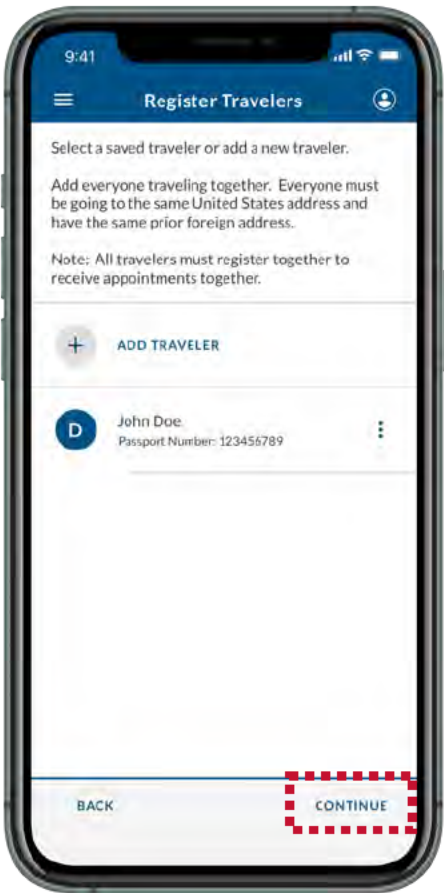 9:41
Register Travelers
Select a saved traveler or add a new traveler.
Add everyone traveling together. Everyone must
be going to the same United States address and
have the same prior foreign address.
Note: All travelers must register together to
receive appointments together.
+ ADD TRAVELER
D
John Doe
Passport Number: 123456789
BACK
CONTINUE